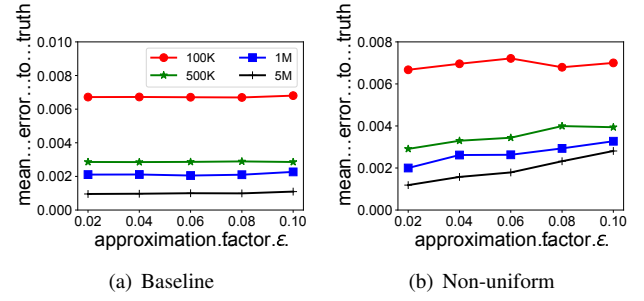 mean...error...to...truth
0.010
0.008
0.006
0.004
0.002
0.000
100K
500K
1M
5M
0.02 0.04 0.06 0.08 0.10
approximation.factor.ε.
(a) Baseline
mean...error...to...truth
0.008
0.006
0.004
0.002
0.000
0.02 0.04 0.06 0.08 0.10
approximation.factor.ε.
(b) Non-uniform